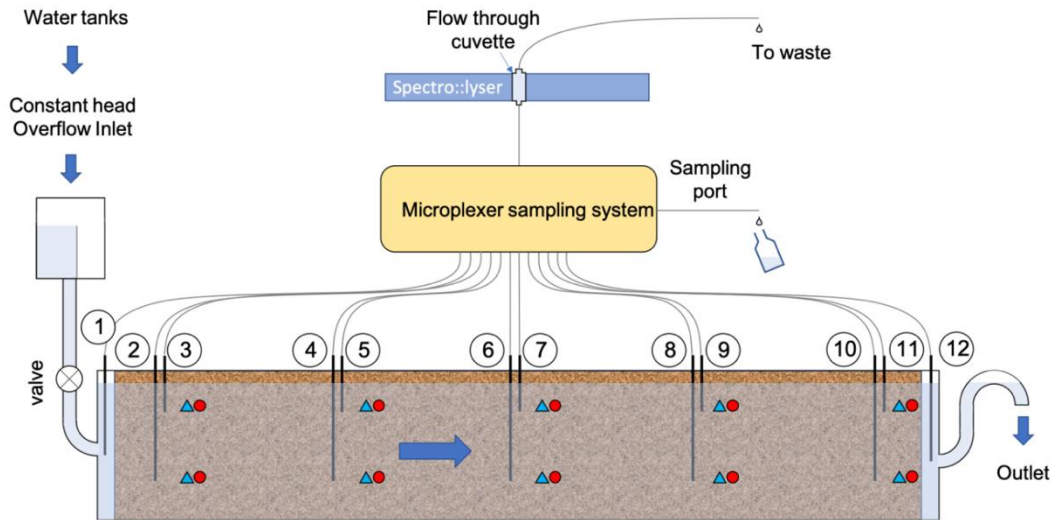 Water tanks
Constant head
Overflow Inlet
Flow through
cuvette
To waste
Spectro::lyser
Microplexer sampling system
Sampling
port
valve
1
2
3
4
5
6
7
8
9
10
11
12
Outlet